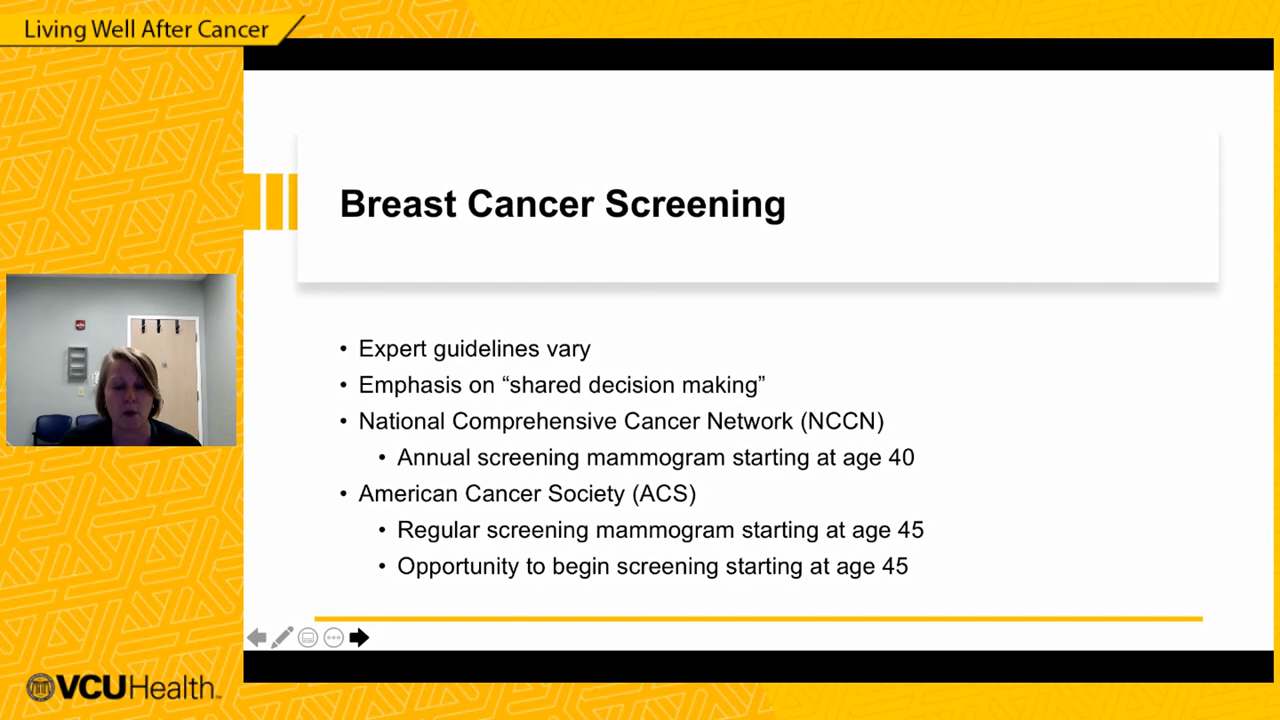 Living Well After Cancer
Breast Cancer Screening
• Expert guidelines vary
• Emphasis on “shared decision making”
• National Comprehensive Cancer Network (NCCN)
• Annual screening mammogram starting at age 40
• American Cancer Society (ACS)
• Regular screening mammogram starting at age 45
• Opportunity to begin screening starting at age 45
VCUHealth